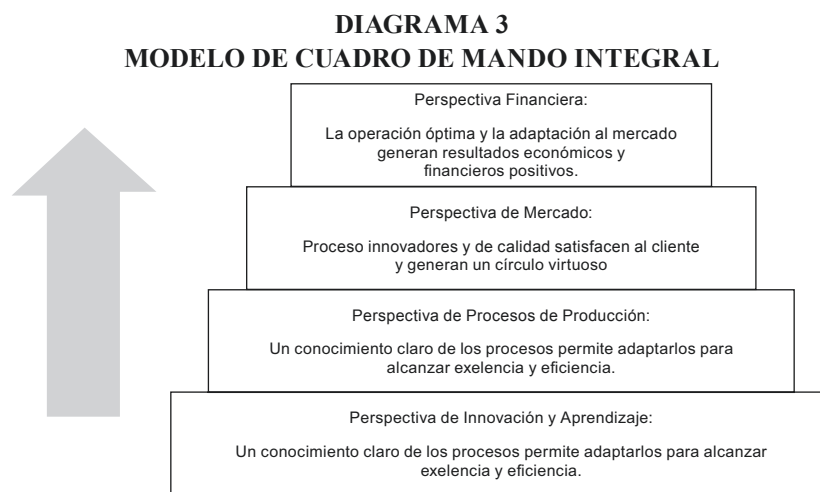 DIAGRAMA 3
MODELO DE CUADRO DE MANDO INTEGRAL
Perspectiva Financiera:
La operación óptima y la adaptación al mercado
generan resultados económicos y
financieros positivos.
Perspectiva de Mercado:
Proceso innovadores y de calidad satisfacen al cliente
y generan un círculo virtuoso
Perspectiva de Procesos de Producción:
Un conocimiento claro de los procesos permite adaptarlos para
alcanzar exelencia y eficiencia.
Perspectiva de Innovación y Aprendizaje:
Un conocimiento claro de los procesos permite adaptarlos para alcanzar
exelencia y eficiencia.